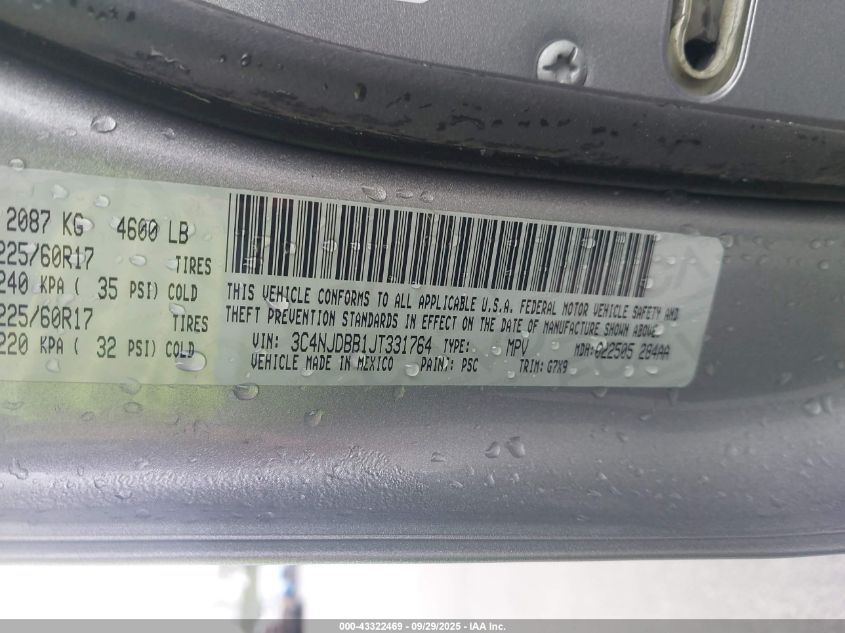 2087 KG 4600 LB
225/60R17 TIRES
240 KPA ( 35 PSI) COLD
225/60R17 TIRES
220 KPA ( 32 PSI) COLD
THIS VEHICLE CONFORMS TO ALL APPLICABLE U.S.A. FEDERAL MOTOR VEHICLE SAFETY AND
THEFT PREVENTION STANDARDS IN EFFECT ON THE DATE OF MANUFACTURE SHOWN ABOVE.
VIN: 3C4NJDBB1JT331764 TYPE: MPV MDH:022505 284AA
VEHICLE MADE IN MEXICO PAINT: PSC TRIM: G7X9
000-43322469 - 09/29/2025 - IAA Inc.